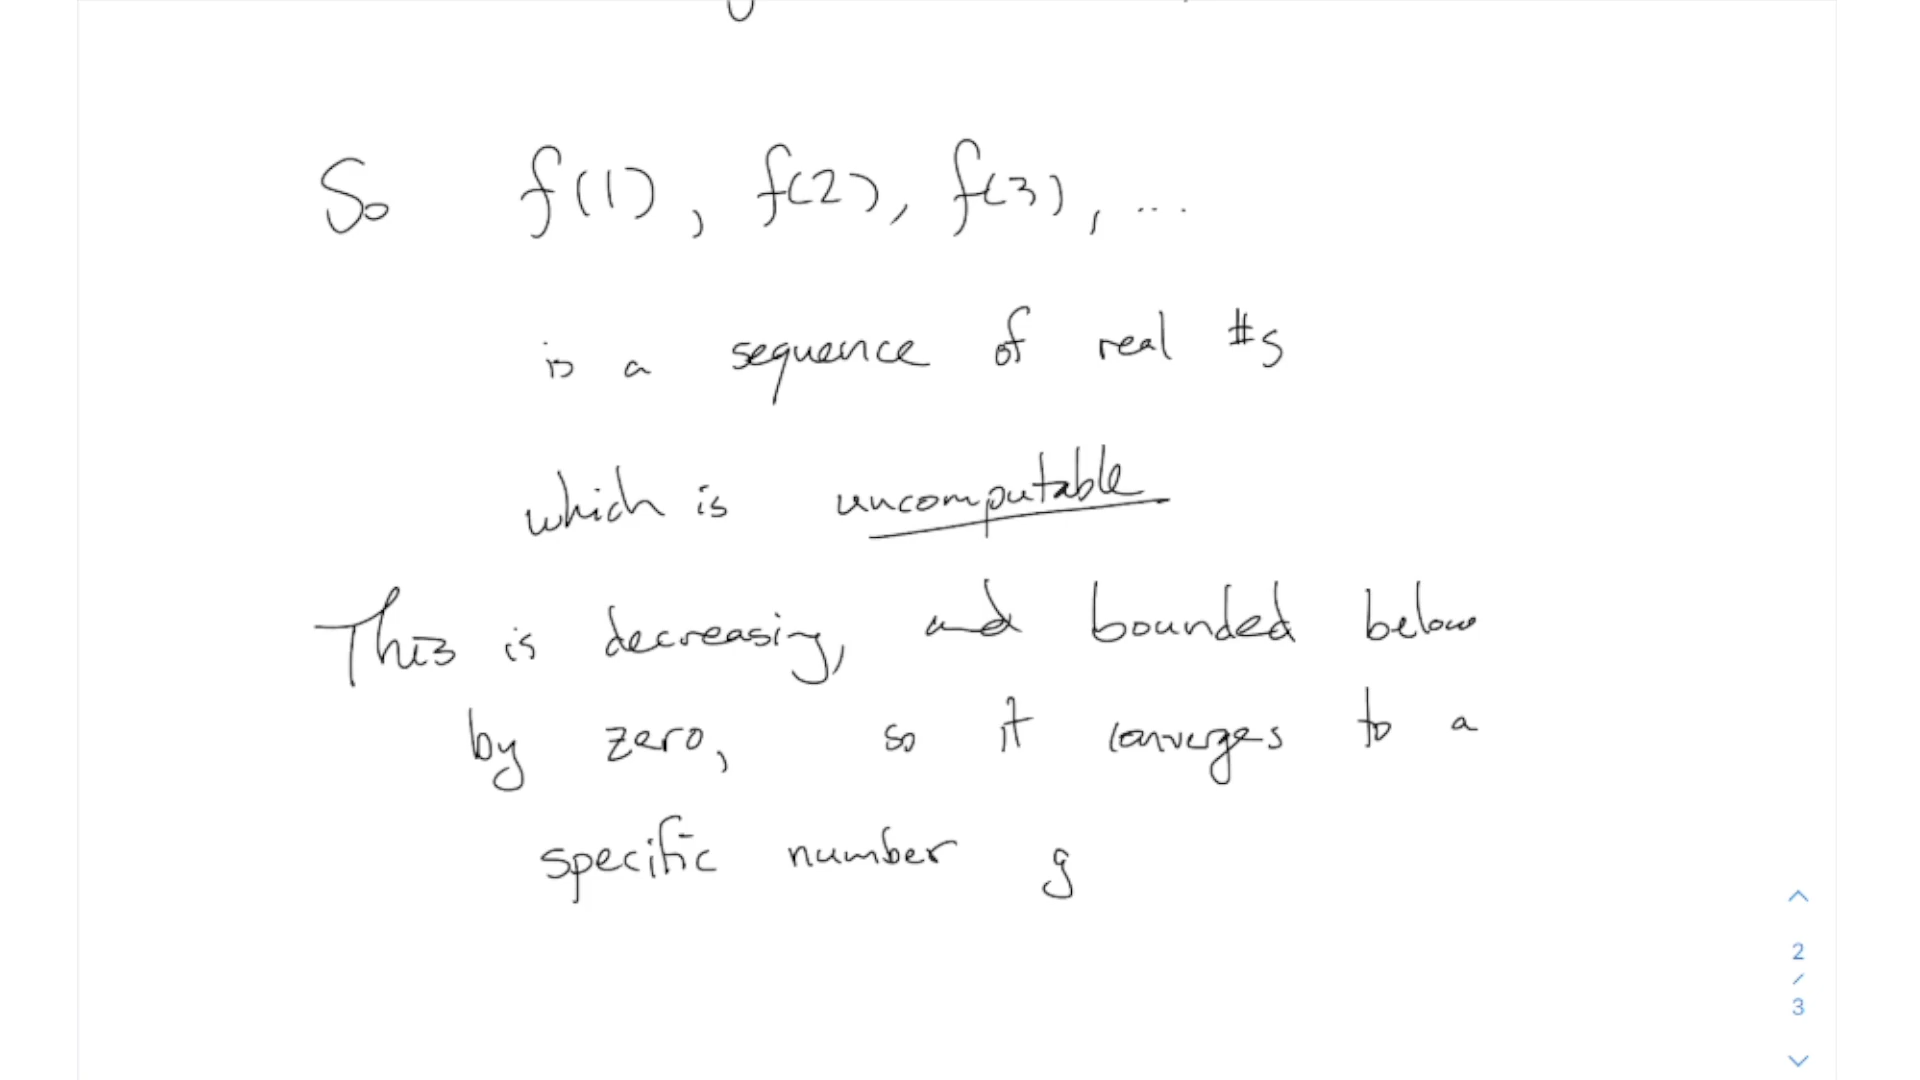 So f(1), f(2), f(3), ...
is a sequence of real #s
which is uncomputable
This is decreasing, and bounded below
by zero, so it converges to a
specific number g
2
/
3